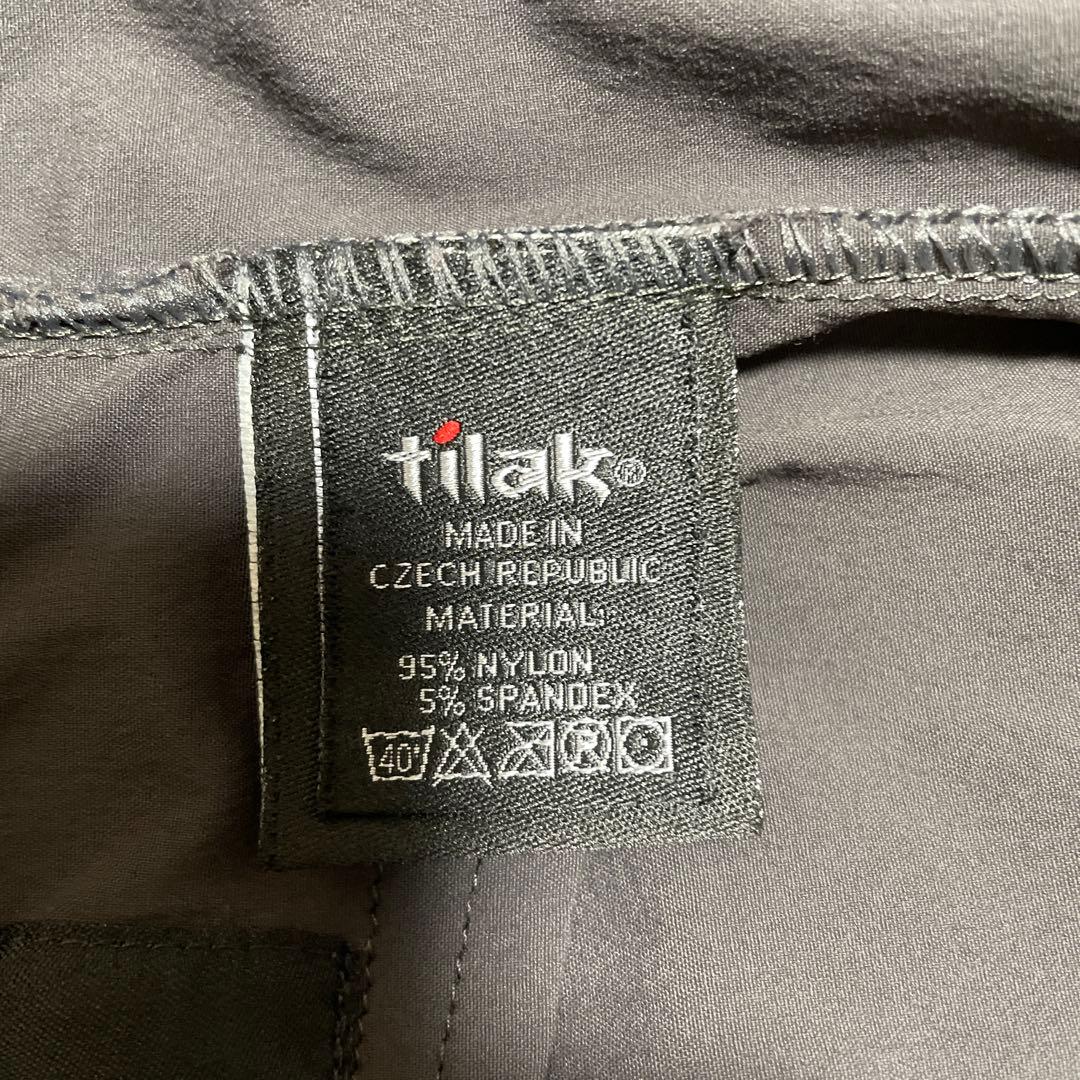 tilak®
MADE IN
CZECH REPUBLIC
MATERIAL:
95% NYLON
5% SPANDEX
40° P